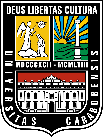 DEUS LIBERTAS CULTURA
MDCCCXCII - MCMLVIII
UNIVERSITAS
CARABOBENSIS